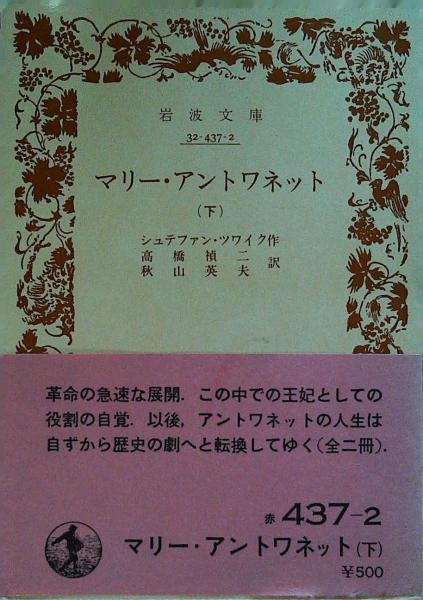 岩波文庫
32-437-2
マリー・アントワネット
(下)
シュテファン・ツワイク作
高橋禎二
秋山英夫 訳
革命の急速な展開．この中での王妃としての
役割の自覚．以後，アントワネットの人生は
自ずから歴史の劇へと転換してゆく(全二冊)．
赤 437-2
マリー・アントワネット(下)
¥500